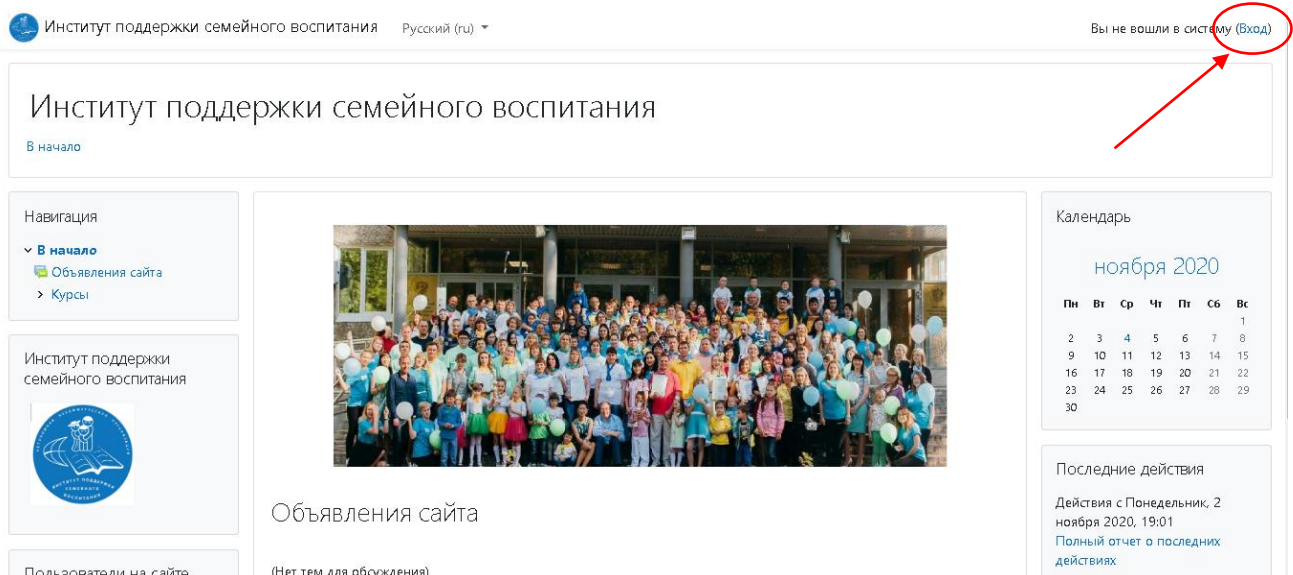 Институт поддержки семейного воспитания Русский (ru)
Вы не вошли в систему (Вход)
Институт поддержки семейного воспитания
В начало
Навигация
В начало
Объявления сайта
Курсы
Институт поддержки
семейного воспитания
Пользователи на сайте
Объявления сайта
(Нет тем для обсуждения)
Календарь
ноября 2020
Пн Вт Ср Чт Пт Сб Вс
1
2 3 4 5 6 7 8
9 10 11 12 13 14 15
16 17 18 19 20 21 22
23 24 25 26 27 28 29
30
Последние действия
Действия с Понедельник, 2
ноября 2020, 19:01
Полный отчет о последних
действиях